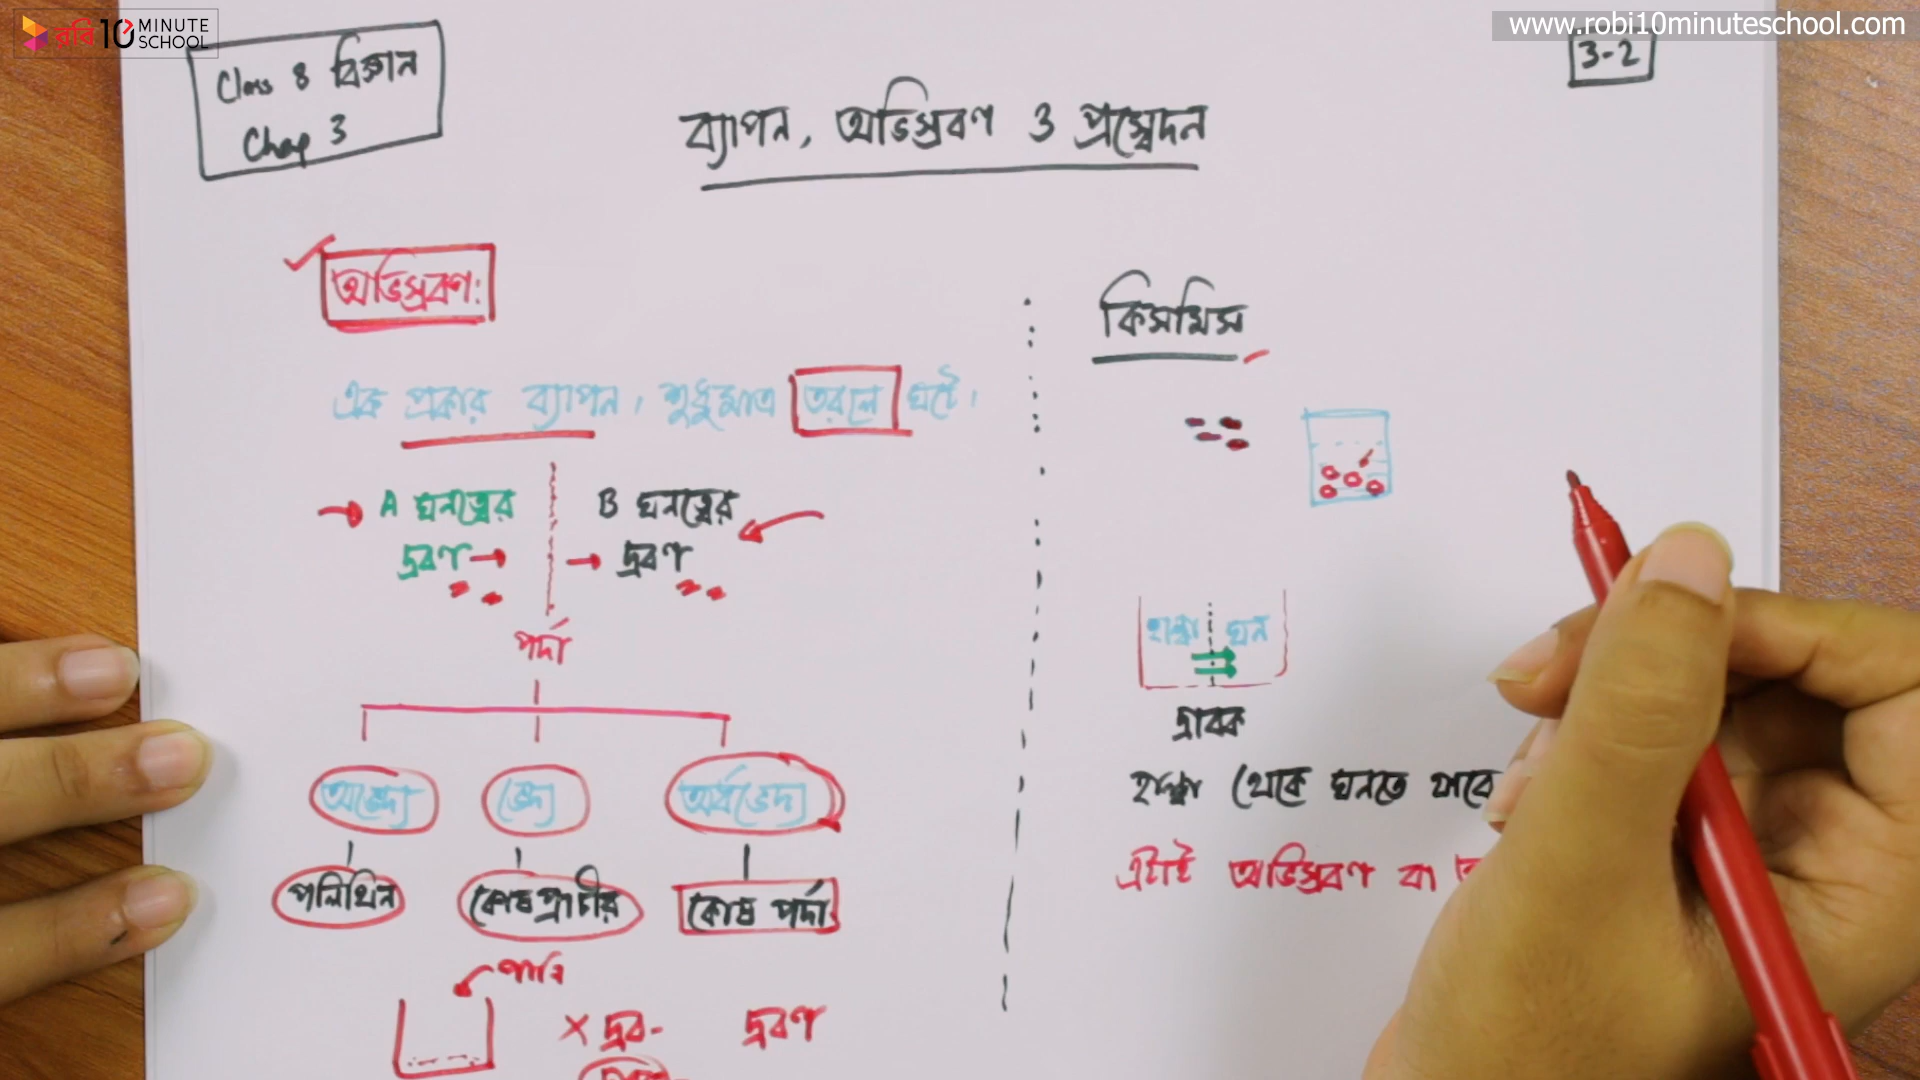 রবি 10 MINUTE SCHOOL
www.robi10minuteschool.com
Class 8 বিজ্ঞান
Chap 3
3-2
ব্যাপন, অভিস্রবণ ও প্রস্বেদন
অভিস্রবণ:
এক প্রকার ব্যাপন, শুধুমাত্র তরলে ঘটে।
A ঘনত্বের
দ্রবণ
B ঘনত্বের
দ্রবণ
পর্দা
অভেদ্য
ভেদ্য
অর্ধভেদ্য
পলিথিন
কোষপ্রাচীর
কোষ পর্দা
পানি
দ্রব
দ্রবণ
কিসমিস
হাল্কা ঘন
দ্রাবক
হাল্কা থেকে ঘনতে যাবে
এটাই অভিস্রবণ বা